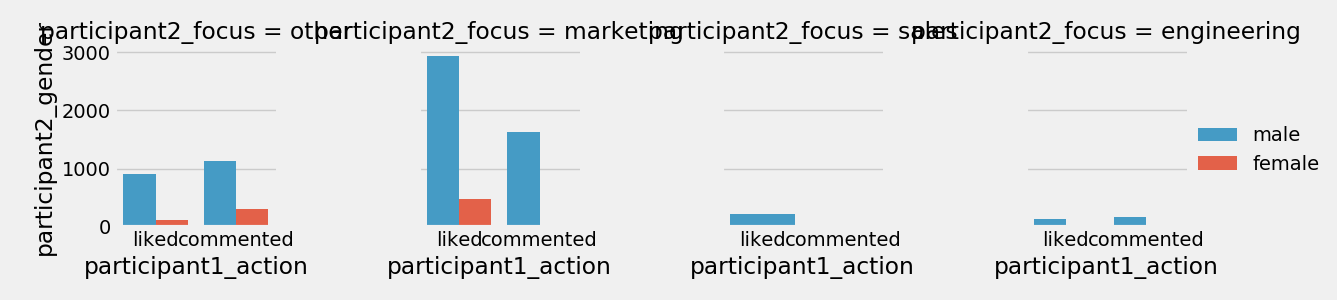 participant2_focus = other
participant2_focus = marketing
participant2_focus = sales
participant2_focus = engineering
participant2_gender
3000
2000
1000
0
liked commented
liked commented
liked commented
liked commented
participant1_action
participant1_action
participant1_action
participant1_action
male
female